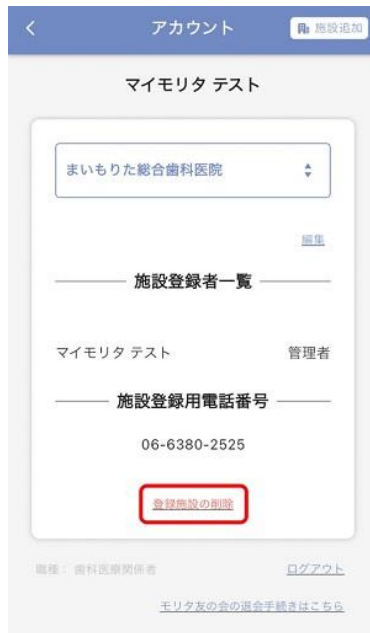 アカウント
施設追加
マイモリタ テスト
まいもりた総合歯科医院
編集
施設登録者一覧
マイモリタ テスト 管理者
施設登録用電話番号
06-6380-2525
登録施設の削除
職種： 歯科医療関係者 ログアウト
モリタ友の会の退会手続きはこちら